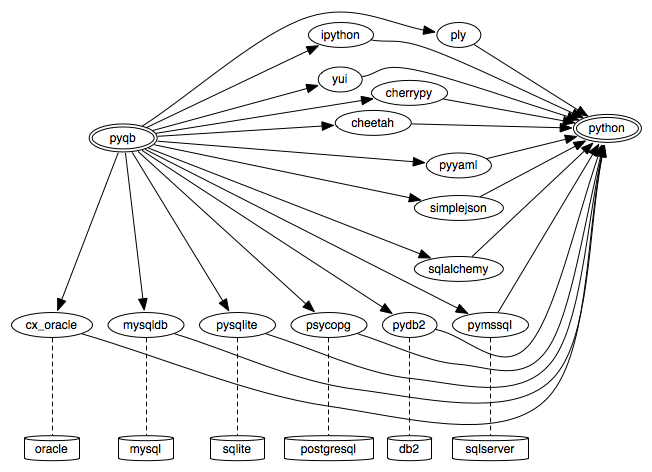 ply
ipython
yui
cherrypy
cheetah
python
pyqb
pyyaml
simplejson
sqlalchemy
cx_oracle
mysqldb
pysqlite
psycopg
pydb2
pymssql
oracle
mysql
sqlite
postgresql
db2
sqlserver